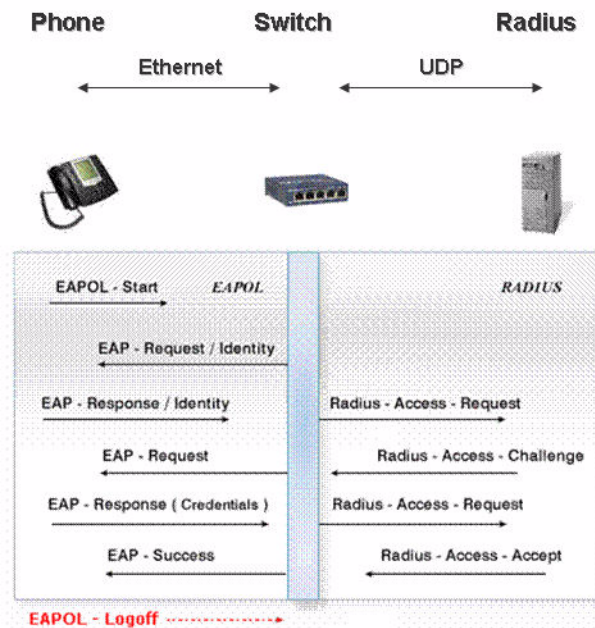 Phone Switch Radius
Ethernet UDP
EAPOL - Start EAPOL RADIUS
EAP - Request / Identity
EAP - Response / Identity Radius - Access - Request
EAP - Request Radius - Access - Challenge
EAP - Response ( Credentials ) Radius - Access - Request
EAP - Success Radius - Access - Accept
EAPOL - Logoff